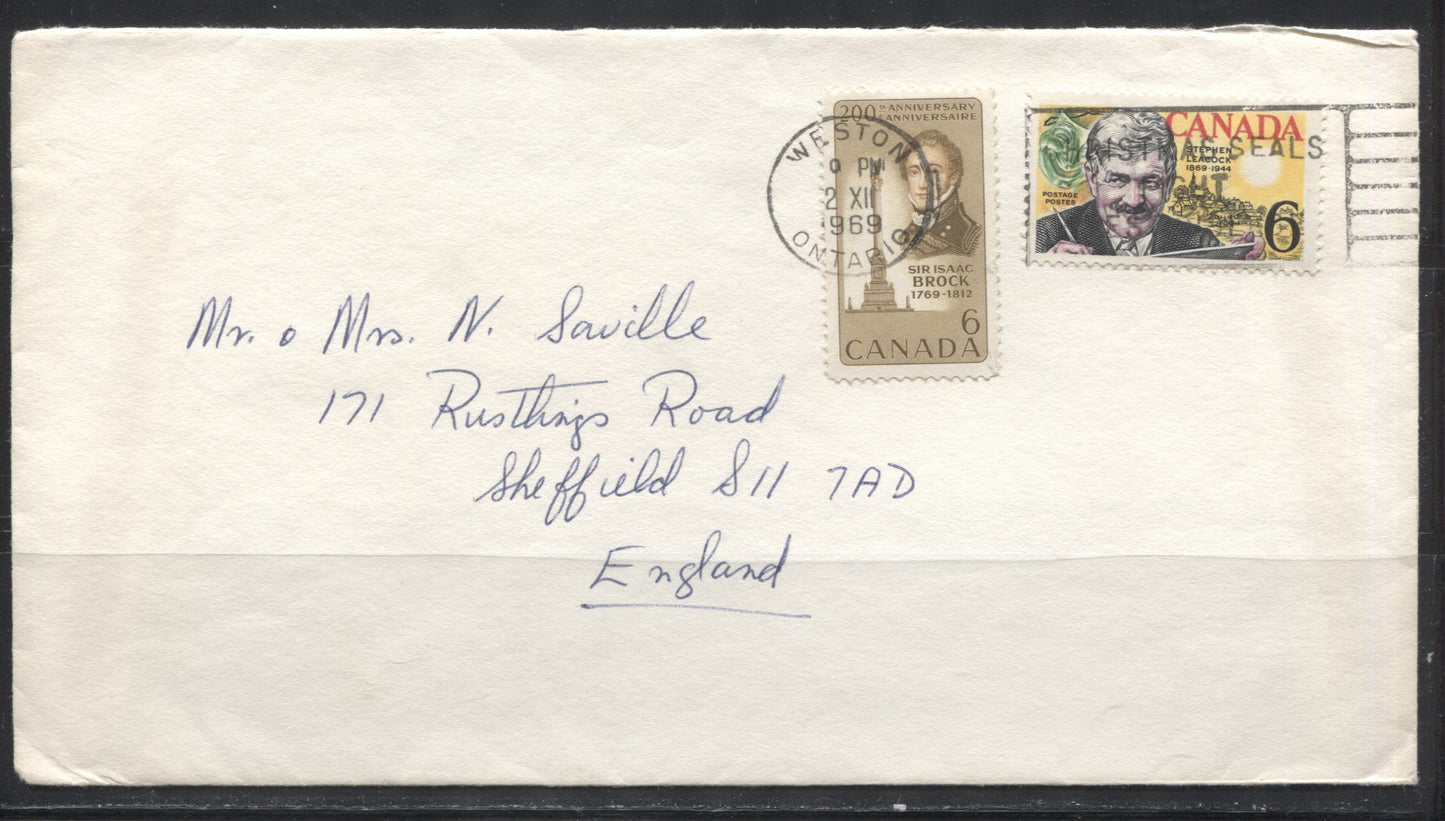 200th ANNIVERSARY
e ANNIVERSAIRE
SIR ISAAC
BROCK
1769-1812
6
CANADA
WESTON
PM
2 XII
1969
ONTARIO
CANADA
STEPHEN
LEACOCK
1869-1944
POSTAGE
POSTES
6
SEALS
Mr. o Mrs. N. Saville
171 Rustlings Road
Sheffield S11 7AD
England